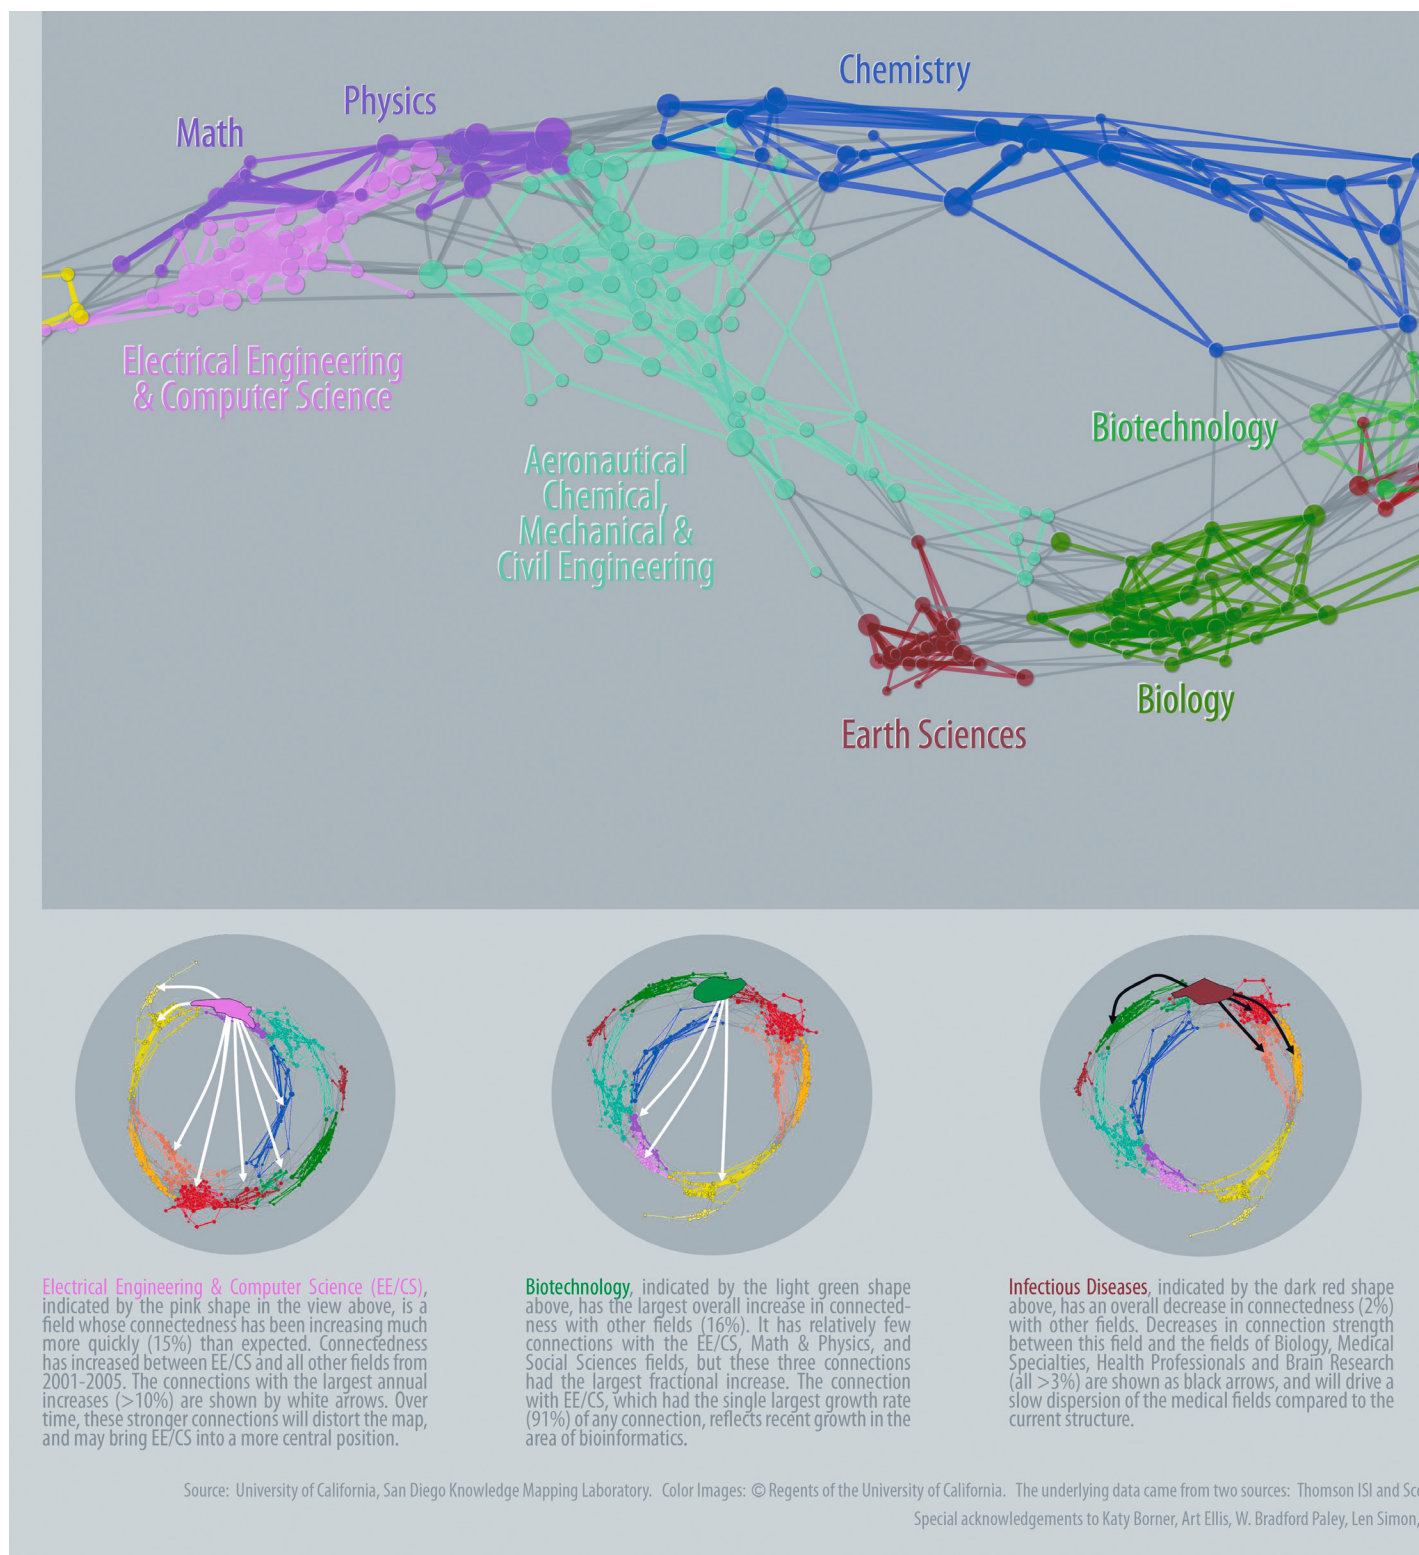 Chemistry
Physics
Math
Electrical Engineering
& Computer Science
Biotechnology
Aeronautical
Chemical,
Mechanical &
Civil Engineering
Biology
Earth Sciences
Electrical Engineering & Computer Science (EE/CS),
indicated by the pink shape in the view above, is a
field whose connectedness has been increasing much
more quickly (15%) than expected. Connectedness
has increased between EE/CS and all other fields from
2001-2005. The connections with the largest annual
increases (>10%) are shown by white arrows. Over
time, these stronger connections will distort the map,
and may bring EE/CS into a more central position.
Biotechnology, indicated by the light green shape
above, has the largest overall increase in connected-
ness with other fields (16%). It has relatively few
connections with the EE/CS, Math & Physics, and
Social Sciences fields, but these three connections
had the largest fractional increase. The connection
with EE/CS, which had the single largest growth rate
(91%) of any connection, reflects recent growth in the
area of bioinformatics.
Infectious Diseases, indicated by the dark red shape
above, has an overall decrease in connectedness (2%)
with other fields. Decreases in connection strength
between this field and the fields of Biology, Medical
Specialties, Health Professionals and Brain Research
(all >3%) are shown as black arrows, and will drive a
slow dispersion of the medical fields compared to the
current structure.
Source: University of California, San Diego Knowledge Mapping Laboratory. Color Images: © Regents of the University of California. The underlying data came from two sources: Thomson ISI and
Special acknowledgements to Katy Borner, Art Ellis, W. Bradford Paley, Len Simon,